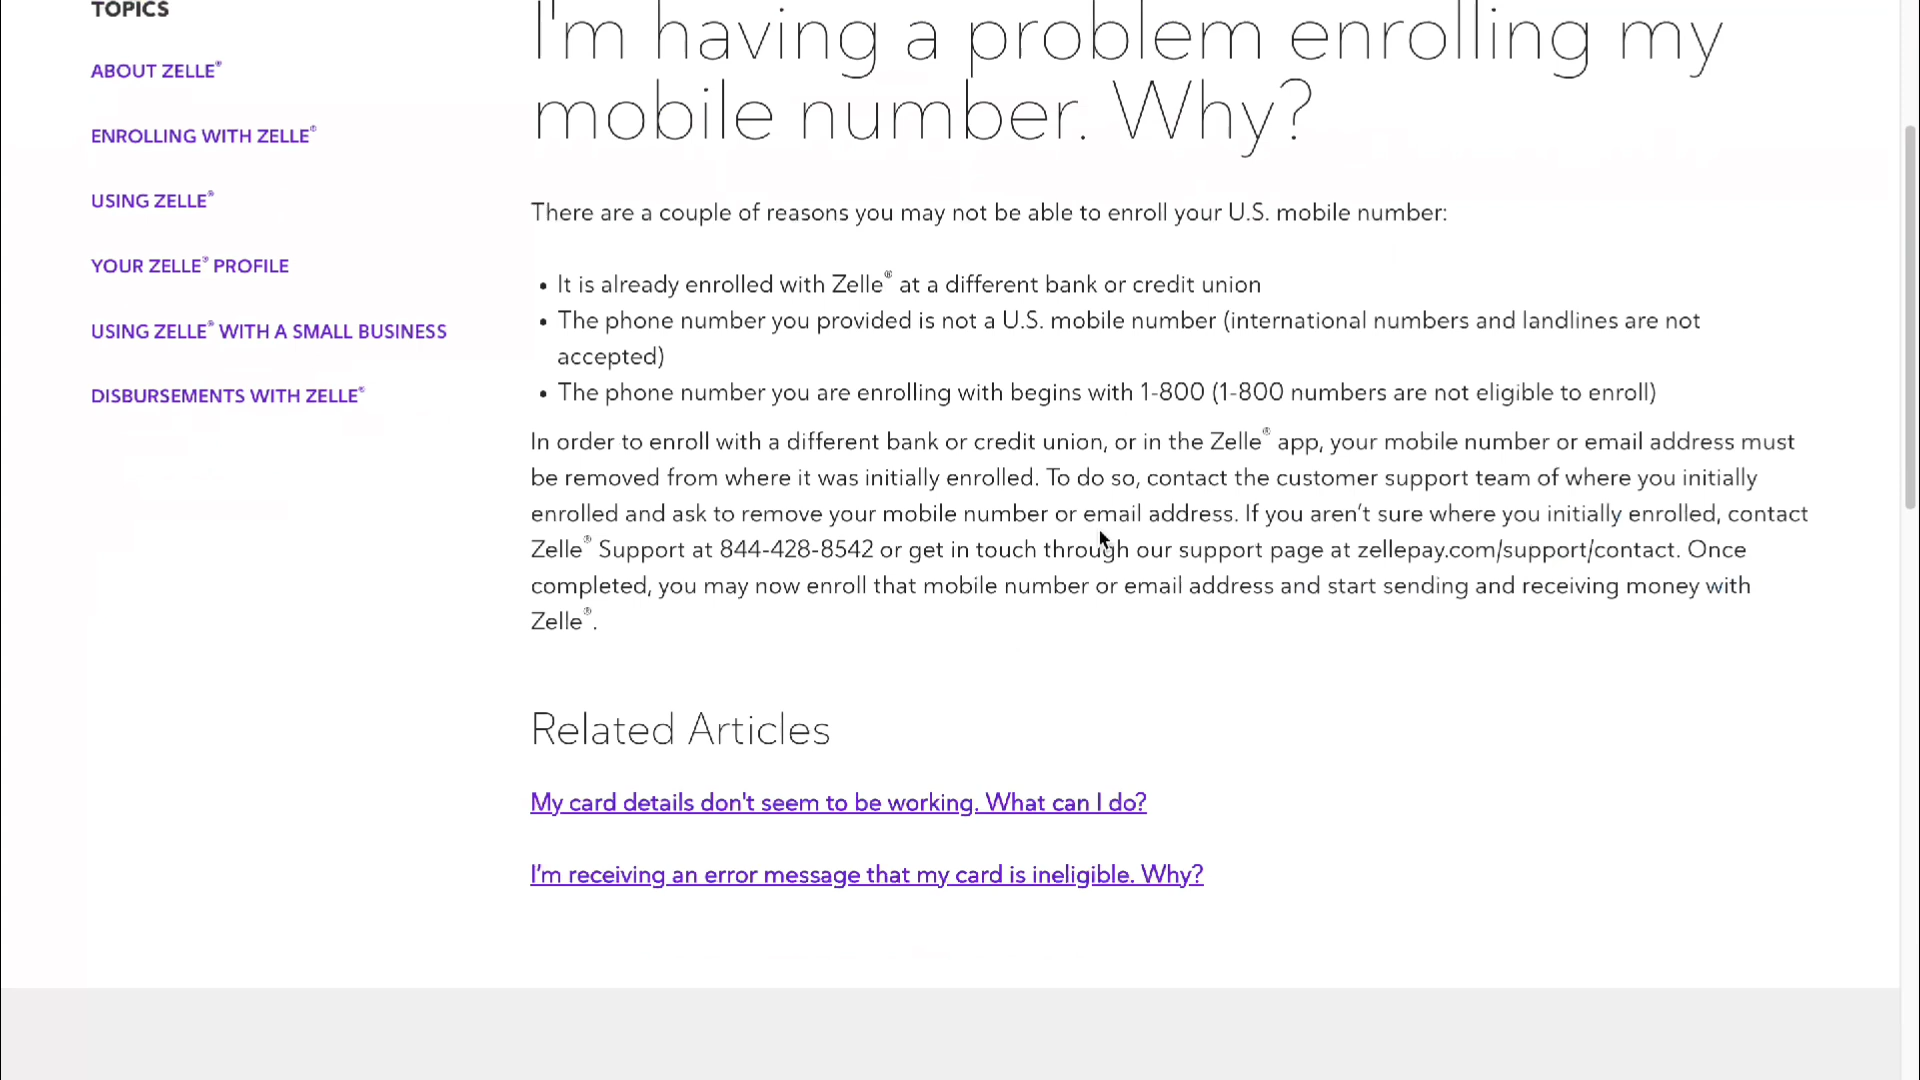 TOPICS
ABOUT ZELLE®
ENROLLING WITH ZELLE®
USING ZELLE®
YOUR ZELLE® PROFILE
USING ZELLE® WITH A SMALL BUSINESS
DISBURSEMENTS WITH ZELLE®
I'm having a problem enrolling my
mobile number. Why?
There are a couple of reasons you may not be able to enroll your U.S. mobile number:
• It is already enrolled with Zelle® at a different bank or credit union
• The phone number you provided is not a U.S. mobile number (international numbers and landlines are not
accepted)
• The phone number you are enrolling with begins with 1-800 (1-800 numbers are not eligible to enroll)
In order to enroll with a different bank or credit union, or in the Zelle® app, your mobile number or email address must
be removed from where it was initially enrolled. To do so, contact the customer support team of where you initially
enrolled and ask to remove your mobile number or email address. If you aren’t sure where you initially enrolled, contact
Zelle® Support at 844-428-8542 or get in touch through our support page at zellepay.com/support/contact. Once
completed, you may now enroll that mobile number or email address and start sending and receiving money with
Zelle®.
Related Articles
My card details don't seem to be working. What can I do?
I’m receiving an error message that my card is ineligible. Why?